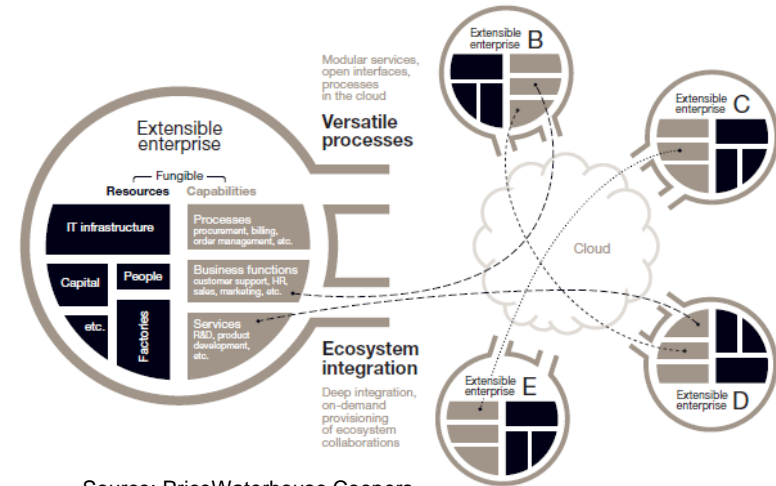 Extensible
enterprise
Fungible
Resources Capabilities
IT infrastructure
Capital
People
etc.
Factories
Processes
procurement, billing,
order management, etc.
Business functions
customer support, HR,
sales, marketing, etc.
Services
R&D, product
development,
etc.
Modular services,
open interfaces,
processes
in the cloud
Versatile
processes
Ecosystem
integration
Deep integration,
on-demand
provisioning
of ecosystem
collaborations
Extensible
enterprise B
Extensible
enterprise C
Cloud
Extensible
enterprise E
Extensible
enterprise D
Source: PriceWaterhouse Coopers